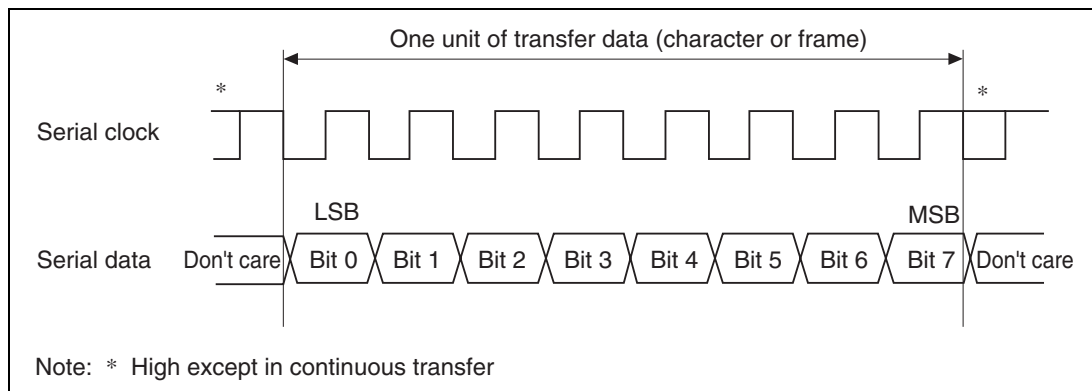 One unit of transfer data (character or frame)
* *
Serial clock
LSB MSB
Serial data Don't care Bit 0 Bit 1 Bit 2 Bit 3 Bit 4 Bit 5 Bit 6 Bit 7 Don't care
Note: * High except in continuous transfer